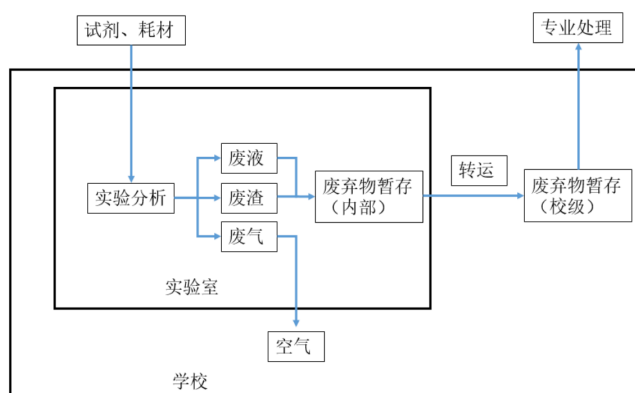 试剂、耗材
专业处理
废液
实验分析
废渣
废弃物暂存
（内部）
转运
废弃物暂存
（校级）
废气
实验室
空气
学校